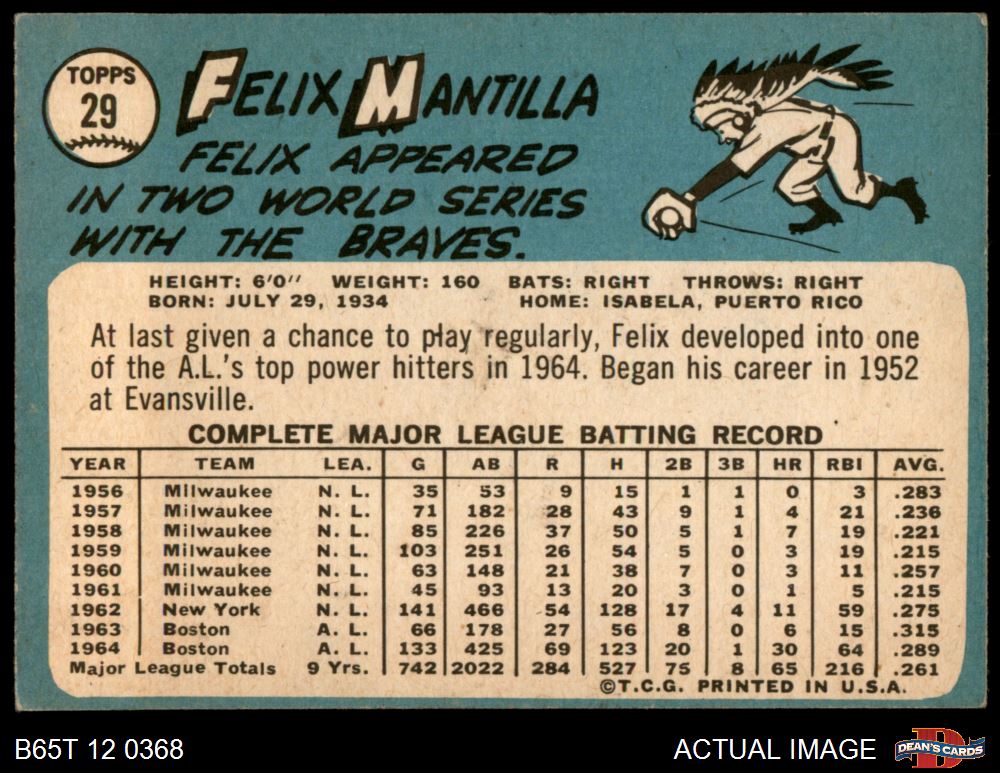 TOPPS
29
FELIX MANTILLA
FELIX APPEARED
IN TWO WORLD SERIES
WITH THE BRAVES.
HEIGHT: 6'0" WEIGHT: 160 BATS: RIGHT THROWS: RIGHT
BORN: JULY 29, 1934 HOME: ISABELA, PUERTO RICO
At last given a chance to play regularly, Felix developed into one
of the A.L.'s top power hitters in 1964. Began his career in 1952
at Evansville.
COMPLETE MAJOR LEAGUE BATTING RECORD
YEAR TEAM LEA. G AB R H 2B 3B HR RBI AVG.
1956 Milwaukee N. L. 35 53 9 15 1 1 0 3 .283
1957 Milwaukee N. L. 71 182 28 43 9 1 4 21 .236
1958 Milwaukee N. L. 85 226 37 50 5 1 7 19 .221
1959 Milwaukee N. L. 103 251 26 54 5 0 3 19 .215
1960 Milwaukee N. L. 63 148 21 38 7 0 3 11 .257
1961 Milwaukee N. L. 45 93 13 20 3 0 1 5 .215
1962 New York N. L. 141 466 54 128 17 4 11 59 .275
1963 Boston A. L. 66 178 27 56 8 0 6 15 .315
1964 Boston A. L. 133 425 69 123 20 1 30 64 .289
Major League Totals 9 Yrs. 742 2022 284 527 75 8 65 216 .261
©T.C.G. PRINTED IN U.S.A.
B65T 12 0368 ACTUAL IMAGE DEAN'S CARDS